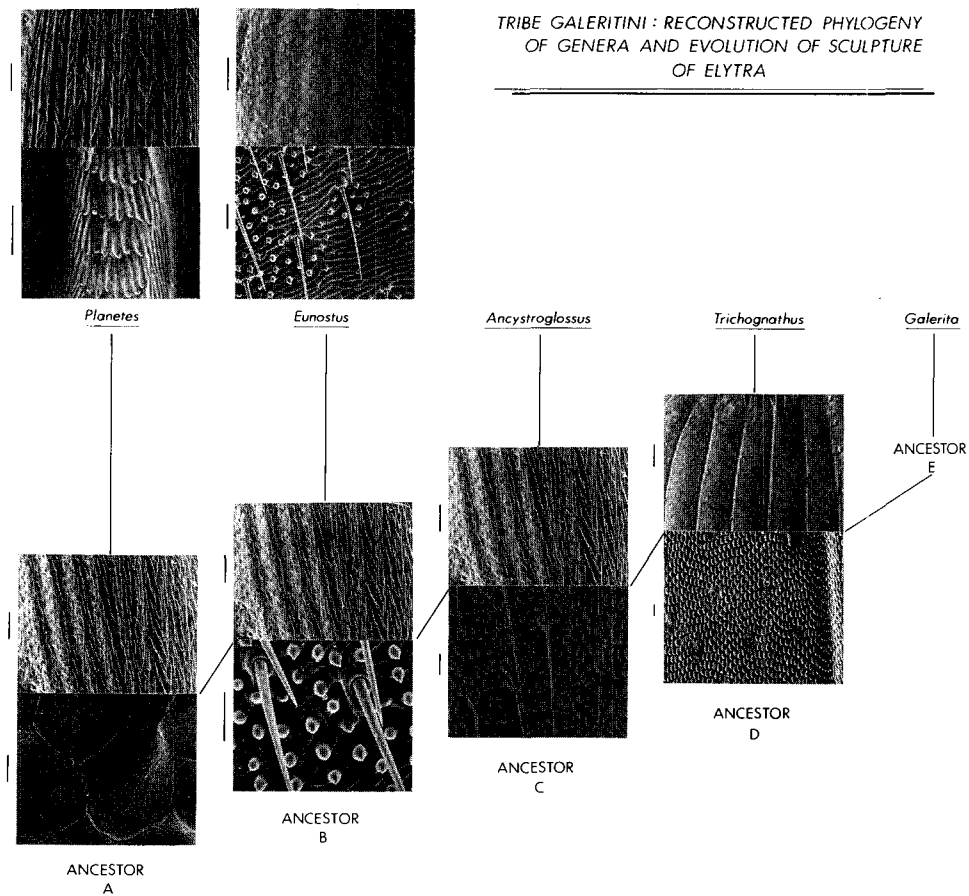 TRIBE GALERITINI : RECONSTRUCTED PHYLOGENY
OF GENERA AND EVOLUTION OF SCULPTURE
OF ELYTRA
Planetes
Eunostus
Ancystroglossus
Trichognathus
Galerita
ANCESTOR
E
ANCESTOR
D
ANCESTOR
C
ANCESTOR
B
ANCESTOR
A